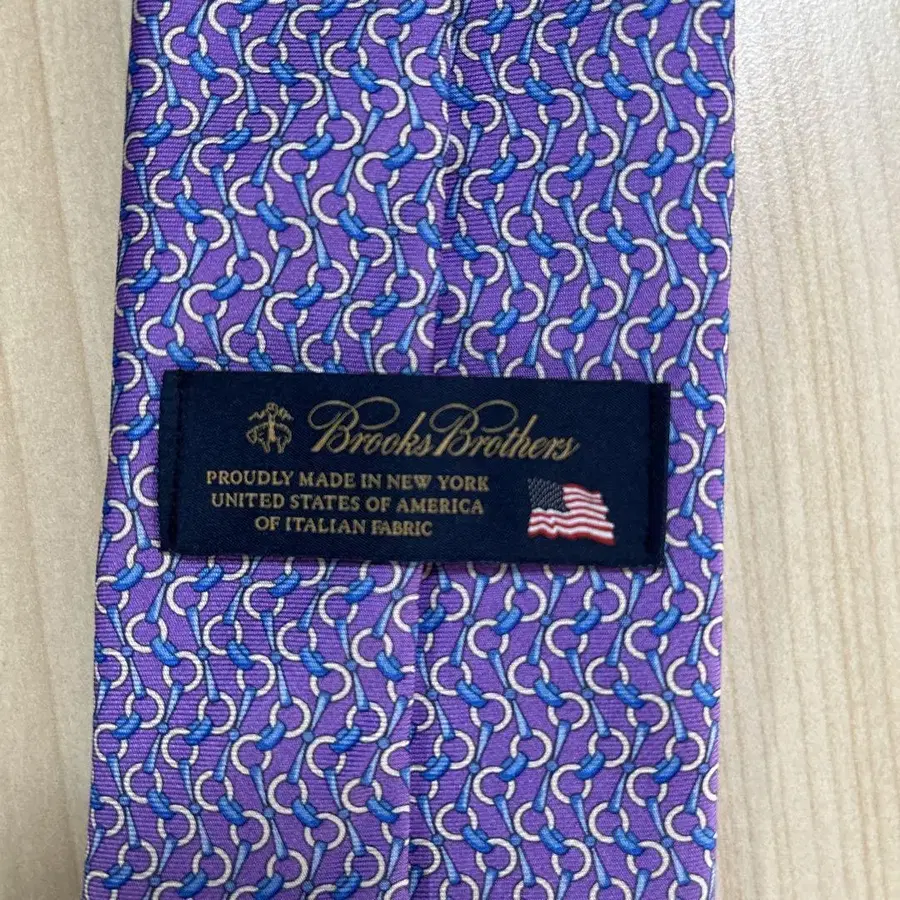 Brooks Brothers
PROUDLY MADE IN NEW YORK
UNITED STATES OF AMERICA
OF ITALIAN FABRIC